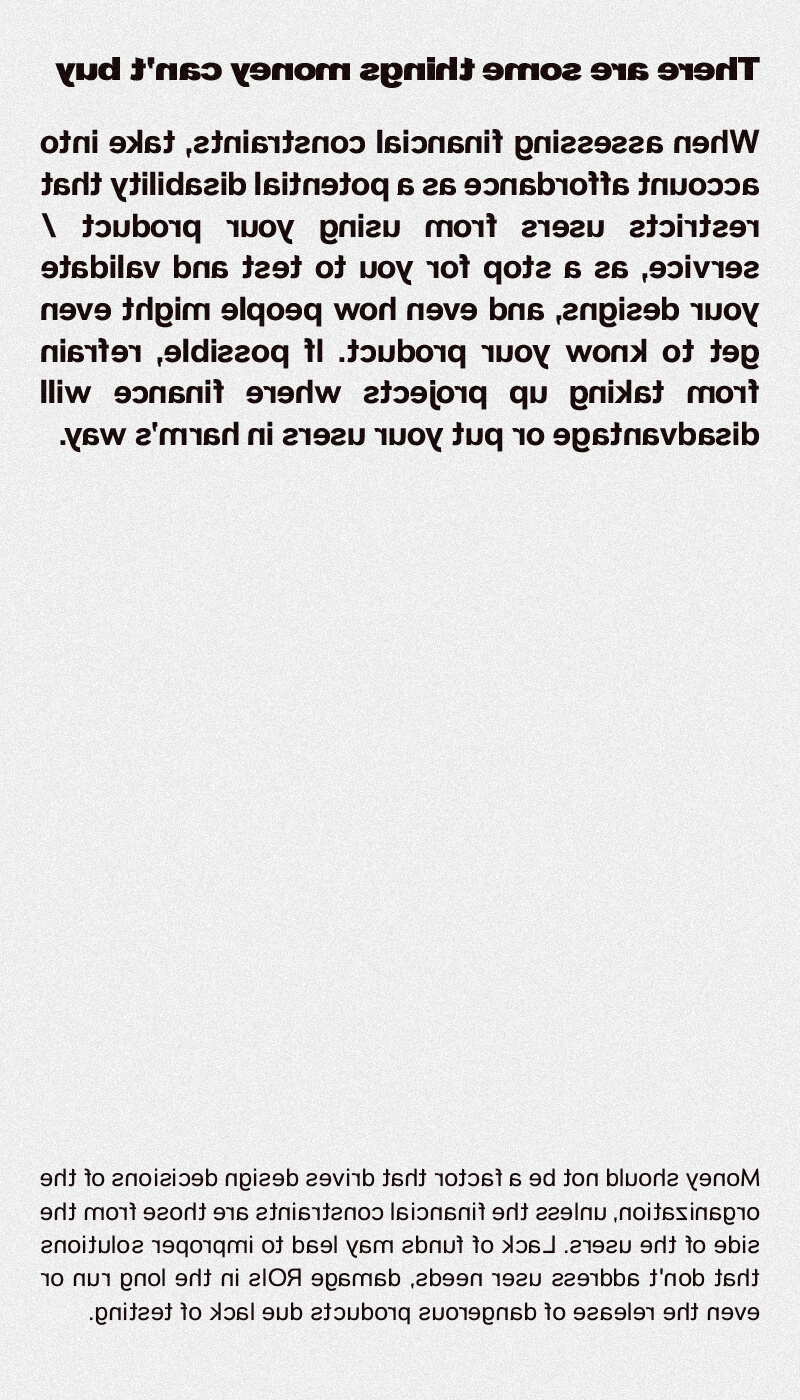 There are some things money can't buy
When assessing financial constraints, take into
account affordance as a potential disability that
restricts users from using your product /
service, as a stop for you to test and validate
your designs, and even how people might even
get to know your product. If possible, refrain
from taking up projects where finance will
disadvantage or put your users in harm's way.
Money should not be a factor that drives design decisions of the
organization, unless the financial constraints are those from the
side of the users. Lack of funds may lead to improper solutions
that don't address user needs, damage ROIs in the long run or
even the release of dangerous products due lack of testing.